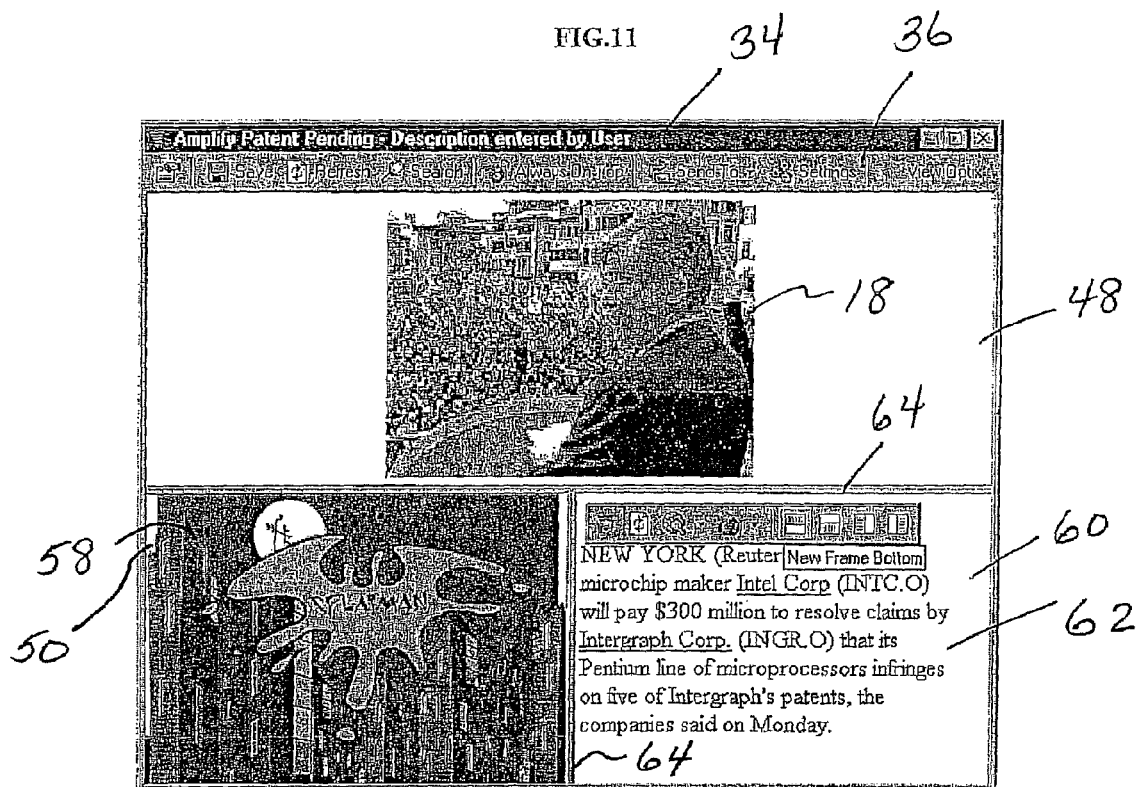 FIG.11
34
36
Amplify Patent Pending - Description entered by User
Save Refresh Search Always On Top Send To Settings View Optix
18
48
64
58
50
60
62
NEW YORK (Reuter New Frame Bottom
microchip maker Intel Corp (INTC.O)
will pay $300 million to resolve claims by
Intergraph Corp. (INGR.O) that its
Pentium line of microprocessors infringes
on five of Intergraph's patents, the
companies said on Monday.
64